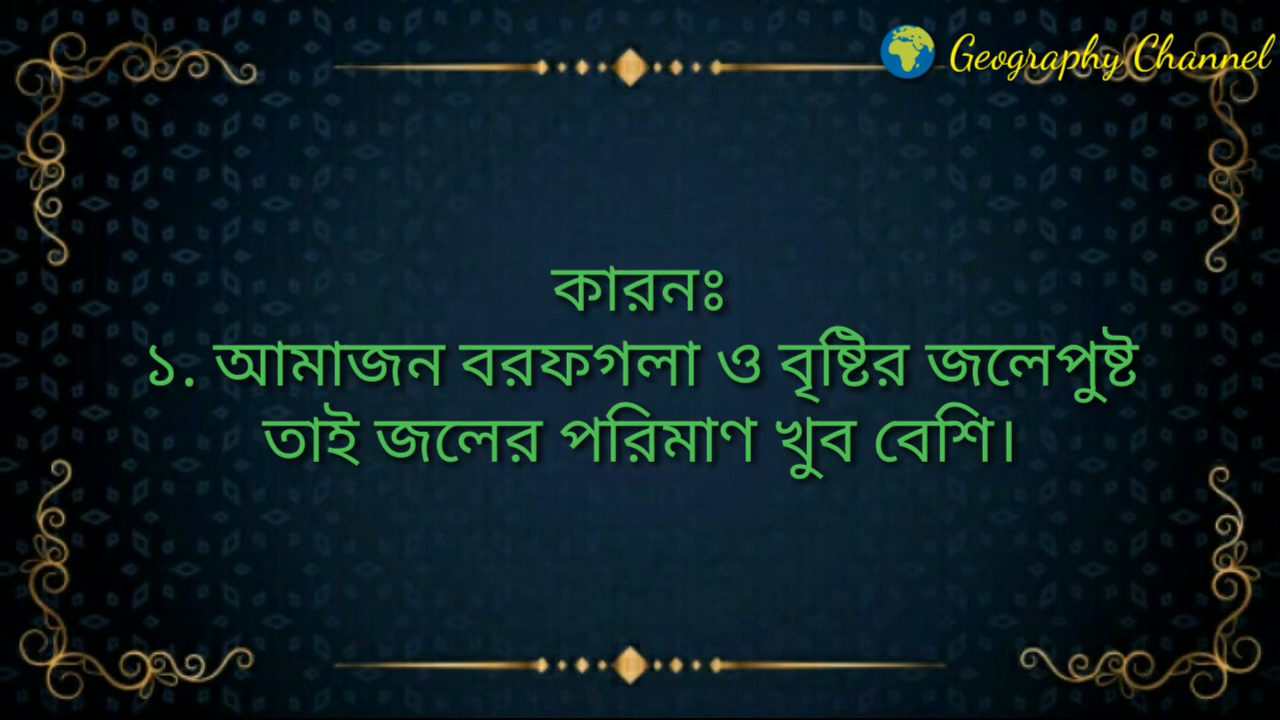 Geography Channel
কারনঃ
১. আমাজন বরফগলা ও বৃষ্টির জলেপুষ্ট
তাই জলের পরিমাণ খুব বেশি।